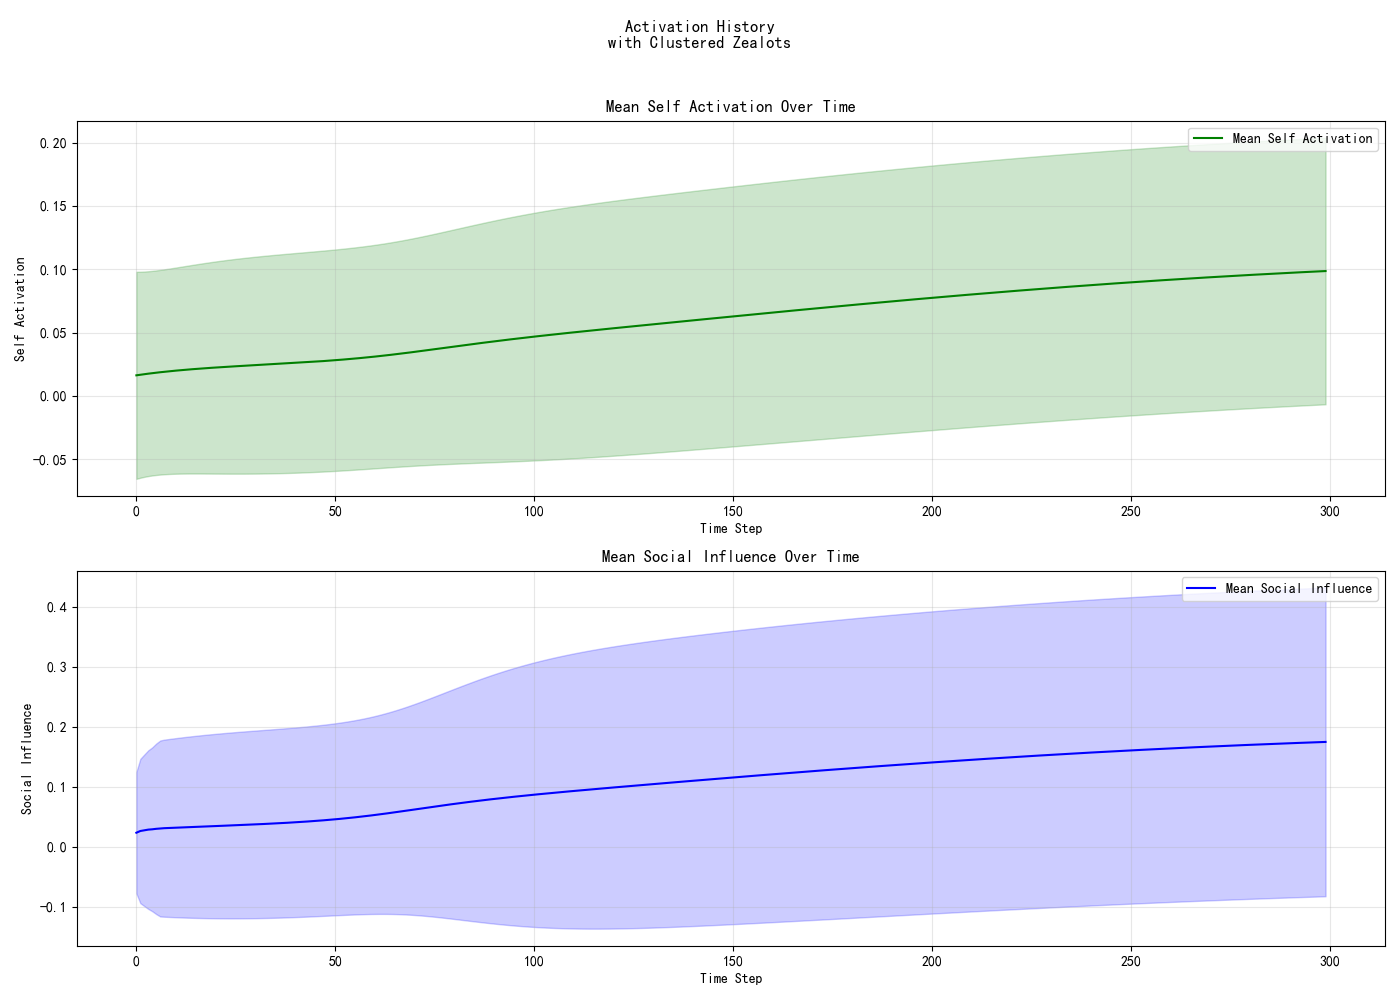 Activation History
with Clustered Zealots
Mean Self Activation Over Time
Mean Self Activation
Self Activation
0.20
0.15
0.10
0.05
0.00
−0.05
0 50 100 150 200 250 300
Time Step
Mean Social Influence Over Time
Mean Social Influence
Social Influence
0.4
0.3
0.2
0.1
0.0
−0.1
0 50 100 150 200 250 300
Time Step